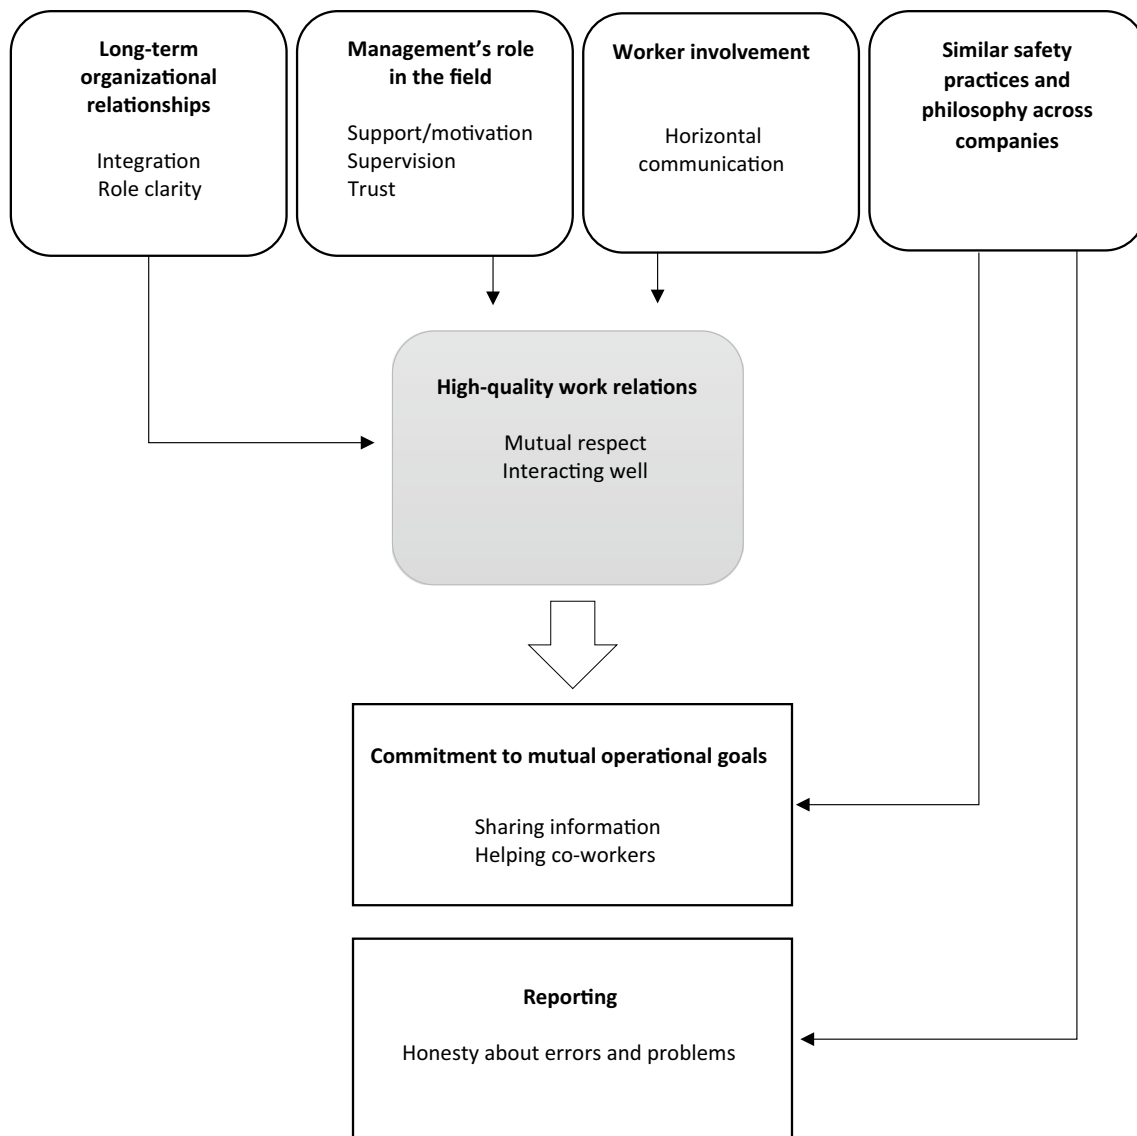 Long-term
organizational
relationships
Integration
Role clarity
Management’s role
in the field
Support/motivation
Supervision
Trust
Worker involvement
Horizontal
communication
Similar safety
practices and
philosophy across
companies
High-quality work relations
Mutual respect
Interacting well
Commitment to mutual operational goals
Sharing information
Helping co-workers
Reporting
Honesty about errors and problems